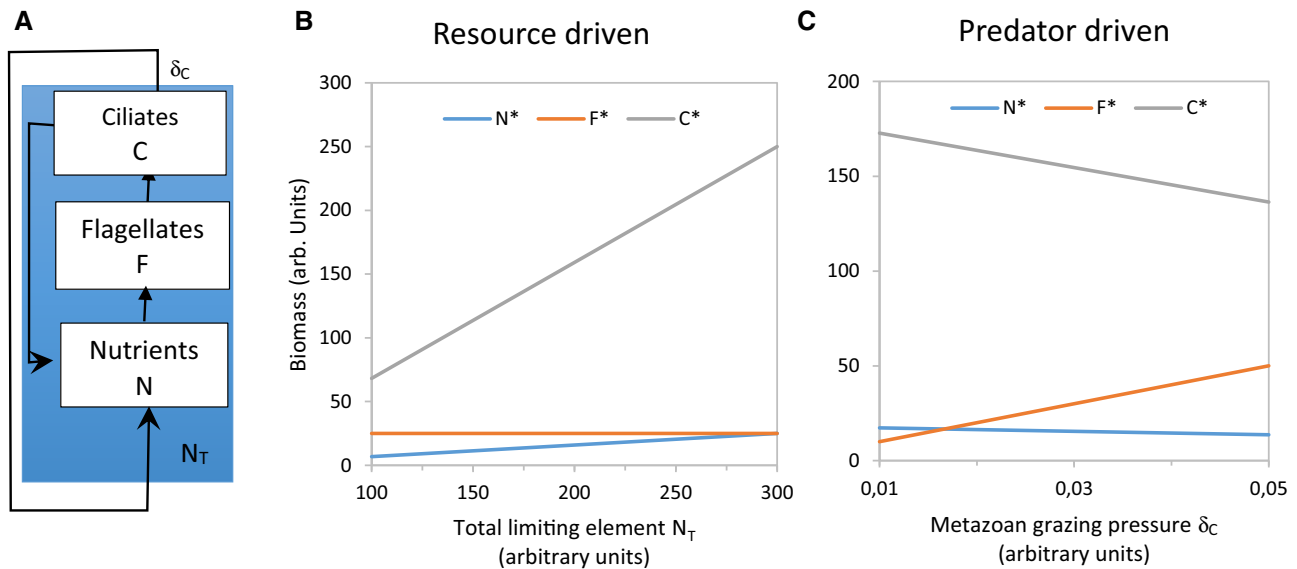 A
δC
Ciliates
C
Flagellates
F
Nutrients
N
NT
B
Resource driven
N* F* C*
300
250
200
150
100
50
0
Biomass (arb. Units)
100 150 200 250 300
Total limiting element NT
(arbitrary units)
C
Predator driven
N* F* C*
200
150
100
50
0
0,01 0,03 0,05
Metazoan grazing pressure δC
(arbitrary units)